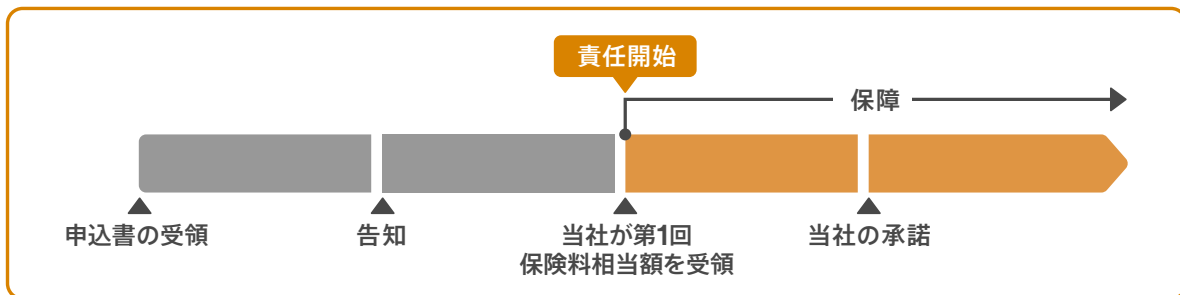 責任開始
保障
申込書の受領
告知
当社が第1回
保険料相当額を受領
当社の承諾